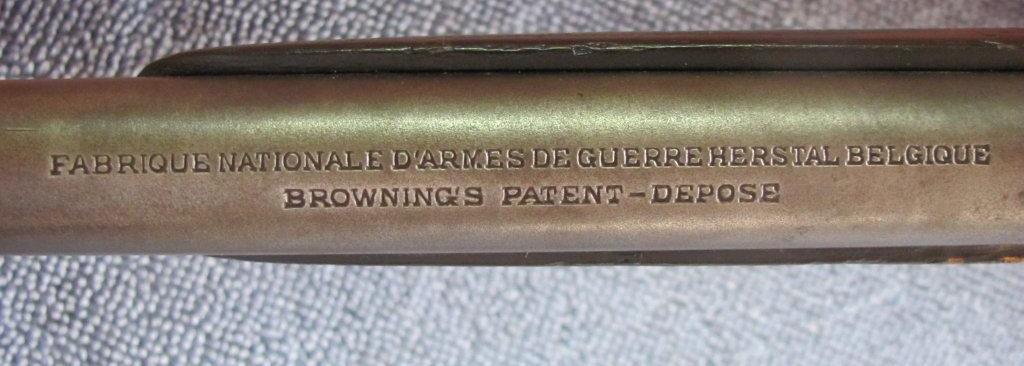 FABRIQUE NATIONALE D'ARMES DE GUERRE HERSTAL BELGIQUE
BROWNING'S PATENT-DEPOSE